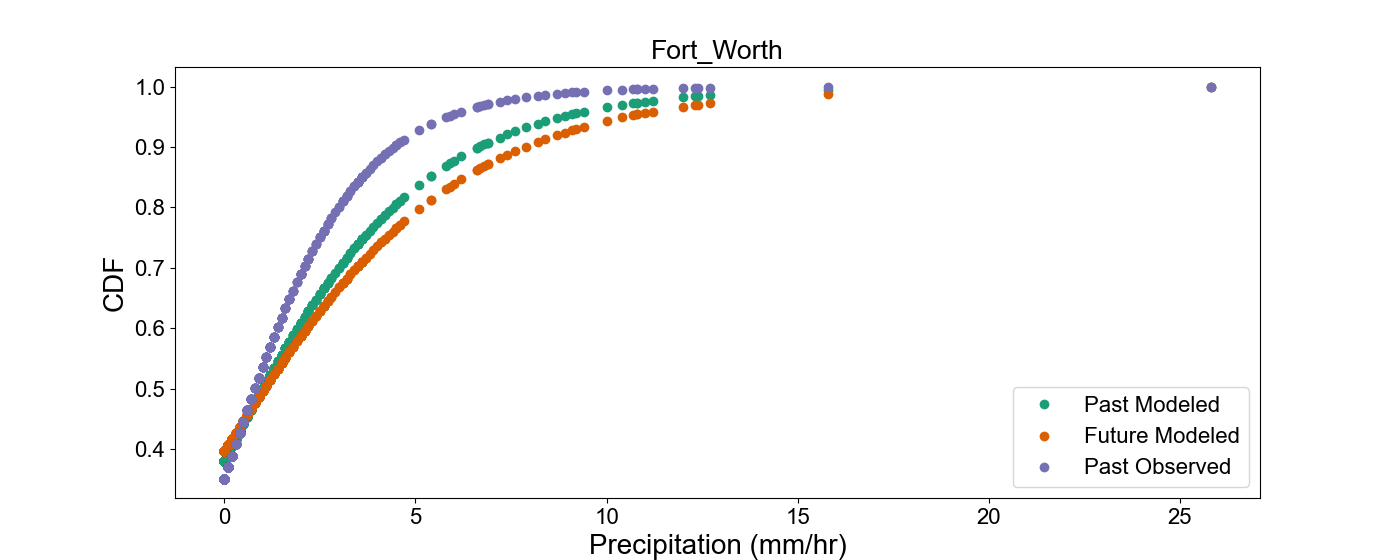 Fort_Worth
CDF
1.0
0.9
0.8
0.7
0.6
0.5
0.4
Past Modeled
Future Modeled
Past Observed
0 5 10 15 20 25
Precipitation (mm/hr)